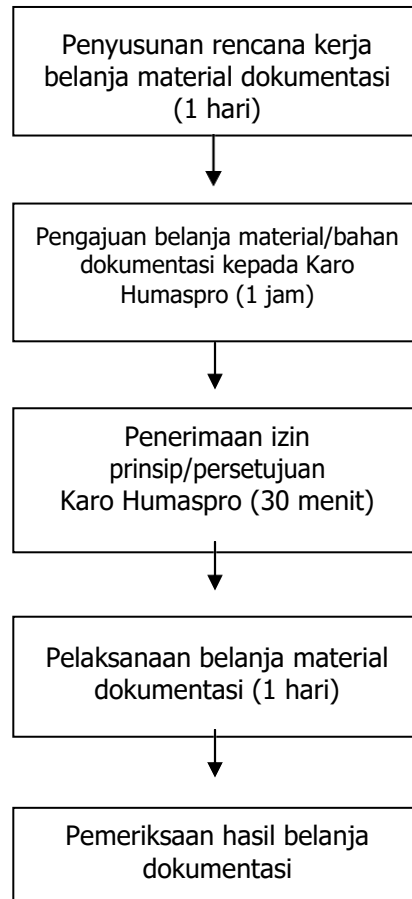 Penyusunan rencana kerja
belanja material dokumentasi
(1 hari)
Pengajuan belanja material/bahan
dokumentasi kepada Karo
Humaspro (1 jam)
Penerimaan izin
prinsip/persetujuan
Karo Humaspro (30 menit)
Pelaksanaan belanja material
dokumentasi (1 hari)
Pemeriksaan hasil belanja
dokumentasi